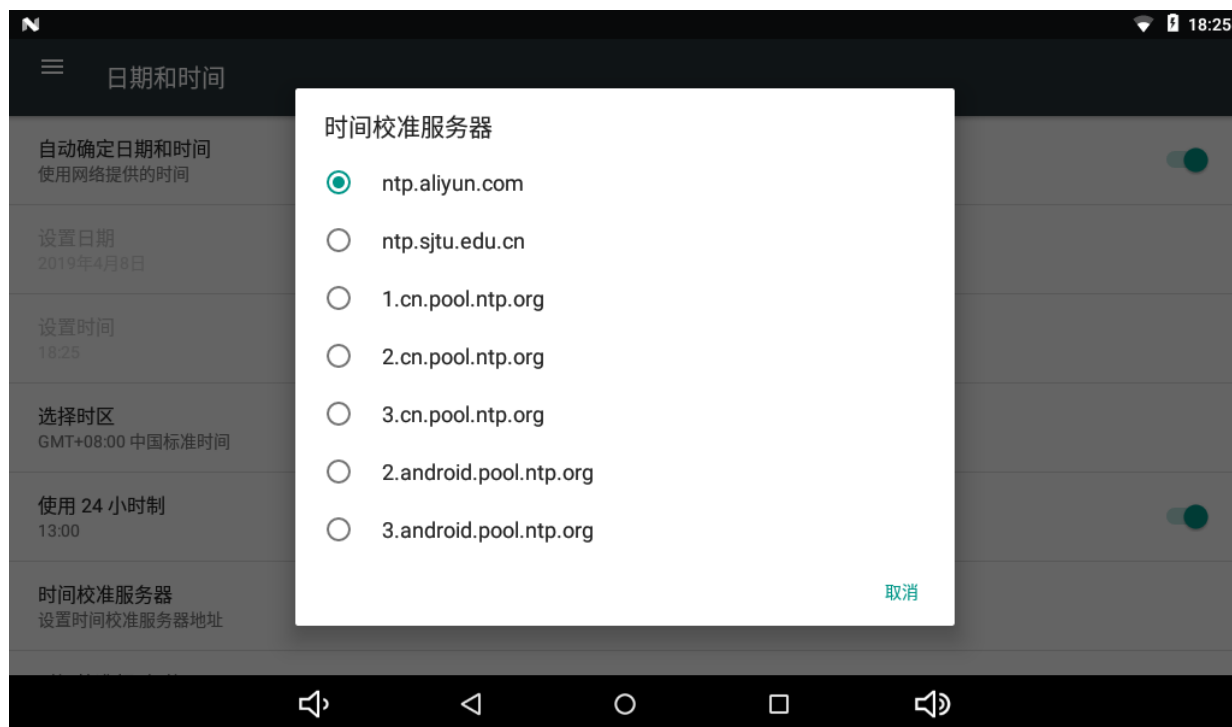 18:25
日期和时间
自动确定日期和时间
使用网络提供的时间
设置日期
2019年4月8日
设置时间
18:25
选择时区
GMT+08:00 中国标准时间
使用 24 小时制
13:00
时间校准服务器
设置时间校准服务器地址
时间校准服务器
ntp.aliyun.com
ntp.sjtu.edu.cn
1.cn.pool.ntp.org
2.cn.pool.ntp.org
3.cn.pool.ntp.org
2.android.pool.ntp.org
3.android.pool.ntp.org
取消